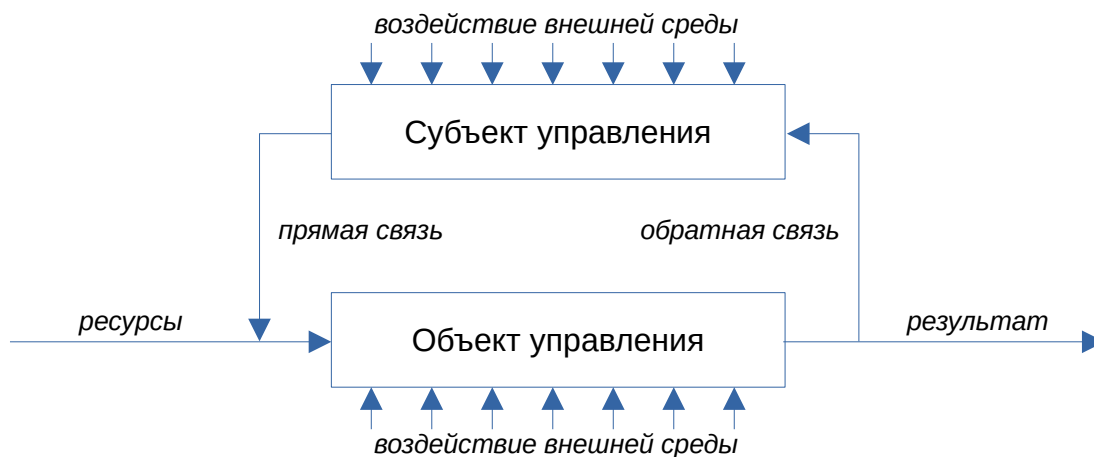 воздействие внешней среды
Субъект управления
прямая связь
обратная связь
ресурсы
Объект управления
результат
воздействие внешней среды